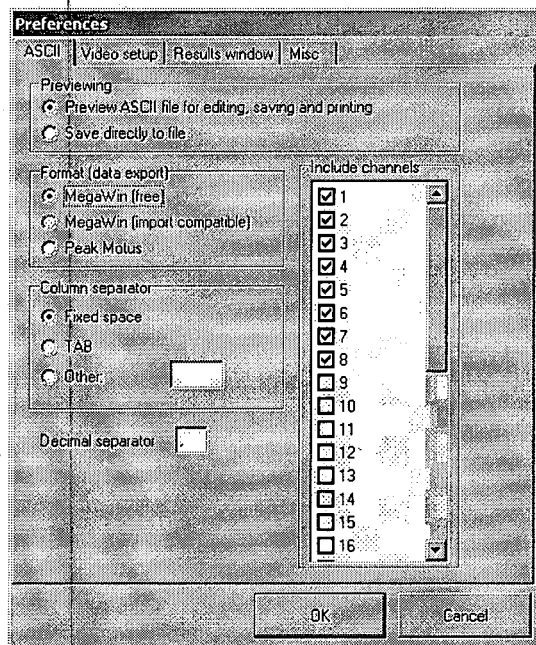 Preferences
ASCII Video setup Results window Misc
Previewing
Preview ASCII file for editing, saving and printing
Save directly to file
Format (data export)
MegaWin (free)
MegaWin (import compatible)
Peak Motus
Column separator
Fixed space
TAB
Other:
Decimal separator
Include channels
1
2
3
4
5
6
7
8
9
10
11
12
13
14
15
16
OK Cancel